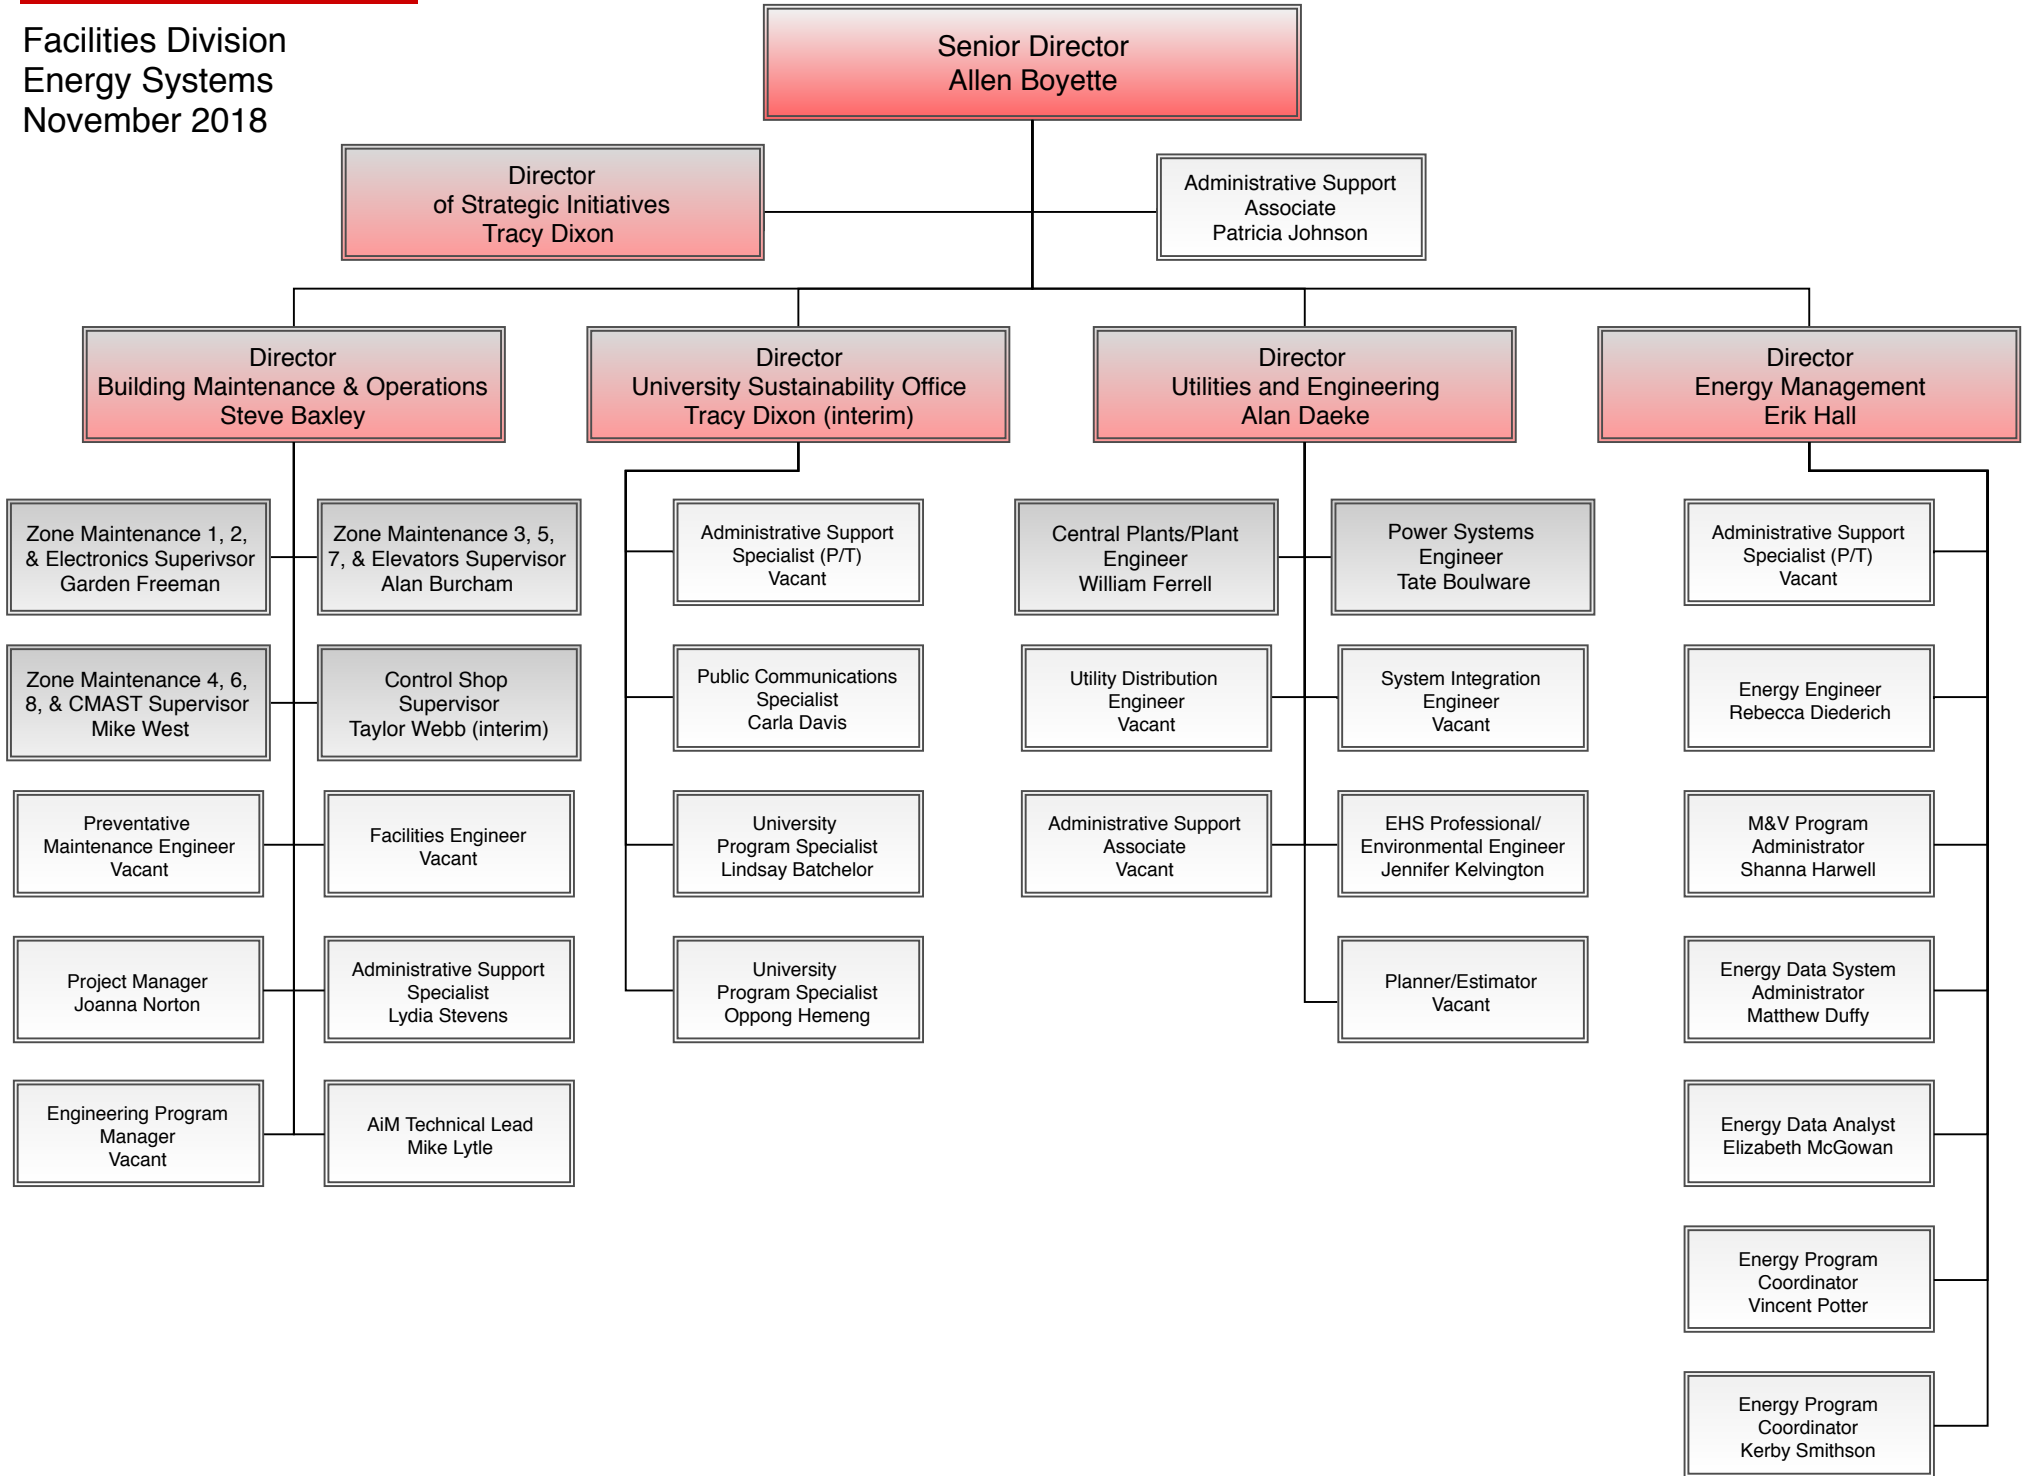 Facilities Division
Energy Systems
November 2018
Senior Director
Allen Boyette
Director
of Strategic Initiatives
Tracy Dixon
Administrative Support
Associate
Patricia Johnson
Director
Building Maintenance & Operations
Steve Baxley
Director
University Sustainability Office
Tracy Dixon (interim)
Director
Utilities and Engineering
Alan Daeke
Director
Energy Management
Erik Hall
Zone Maintenance 1, 2,
& Electronics Superivsor
Garden Freeman
Zone Maintenance 3, 5,
7, & Elevators Supervisor
Alan Burcham
Administrative Support
Specialist (P/T)
Vacant
Central Plants/Plant
Engineer
William Ferrell
Power Systems
Engineer
Tate Boulware
Administrative Support
Specialist (P/T)
Vacant
Zone Maintenance 4, 6,
8, & CMAST Supervisor
Mike West
Control Shop
Supervisor
Taylor Webb (interim)
Public Communications
Specialist
Carla Davis
Utility Distribution
Engineer
Vacant
System Integration
Engineer
Vacant
Energy Engineer
Rebecca Diederich
Preventative
Maintenance Engineer
Vacant
Facilities Engineer
Vacant
University
Program Specialist
Lindsay Batchelor
Administrative Support
Associate
Vacant
EHS Professional/
Environmental Engineer
Jennifer Kelvington
M&V Program
Administrator
Shanna Harwell
Project Manager
Joanna Norton
Administrative Support
Specialist
Lydia Stevens
University
Program Specialist
Oppong Hemeng
Planner/Estimator
Vacant
Energy Data System
Administrator
Matthew Duffy
Engineering Program
Manager
Vacant
AiM Technical Lead
Mike Lytle
Energy Data Analyst
Elizabeth McGowan
Energy Program
Coordinator
Vincent Potter
Energy Program
Coordinator
Kerby Smithson